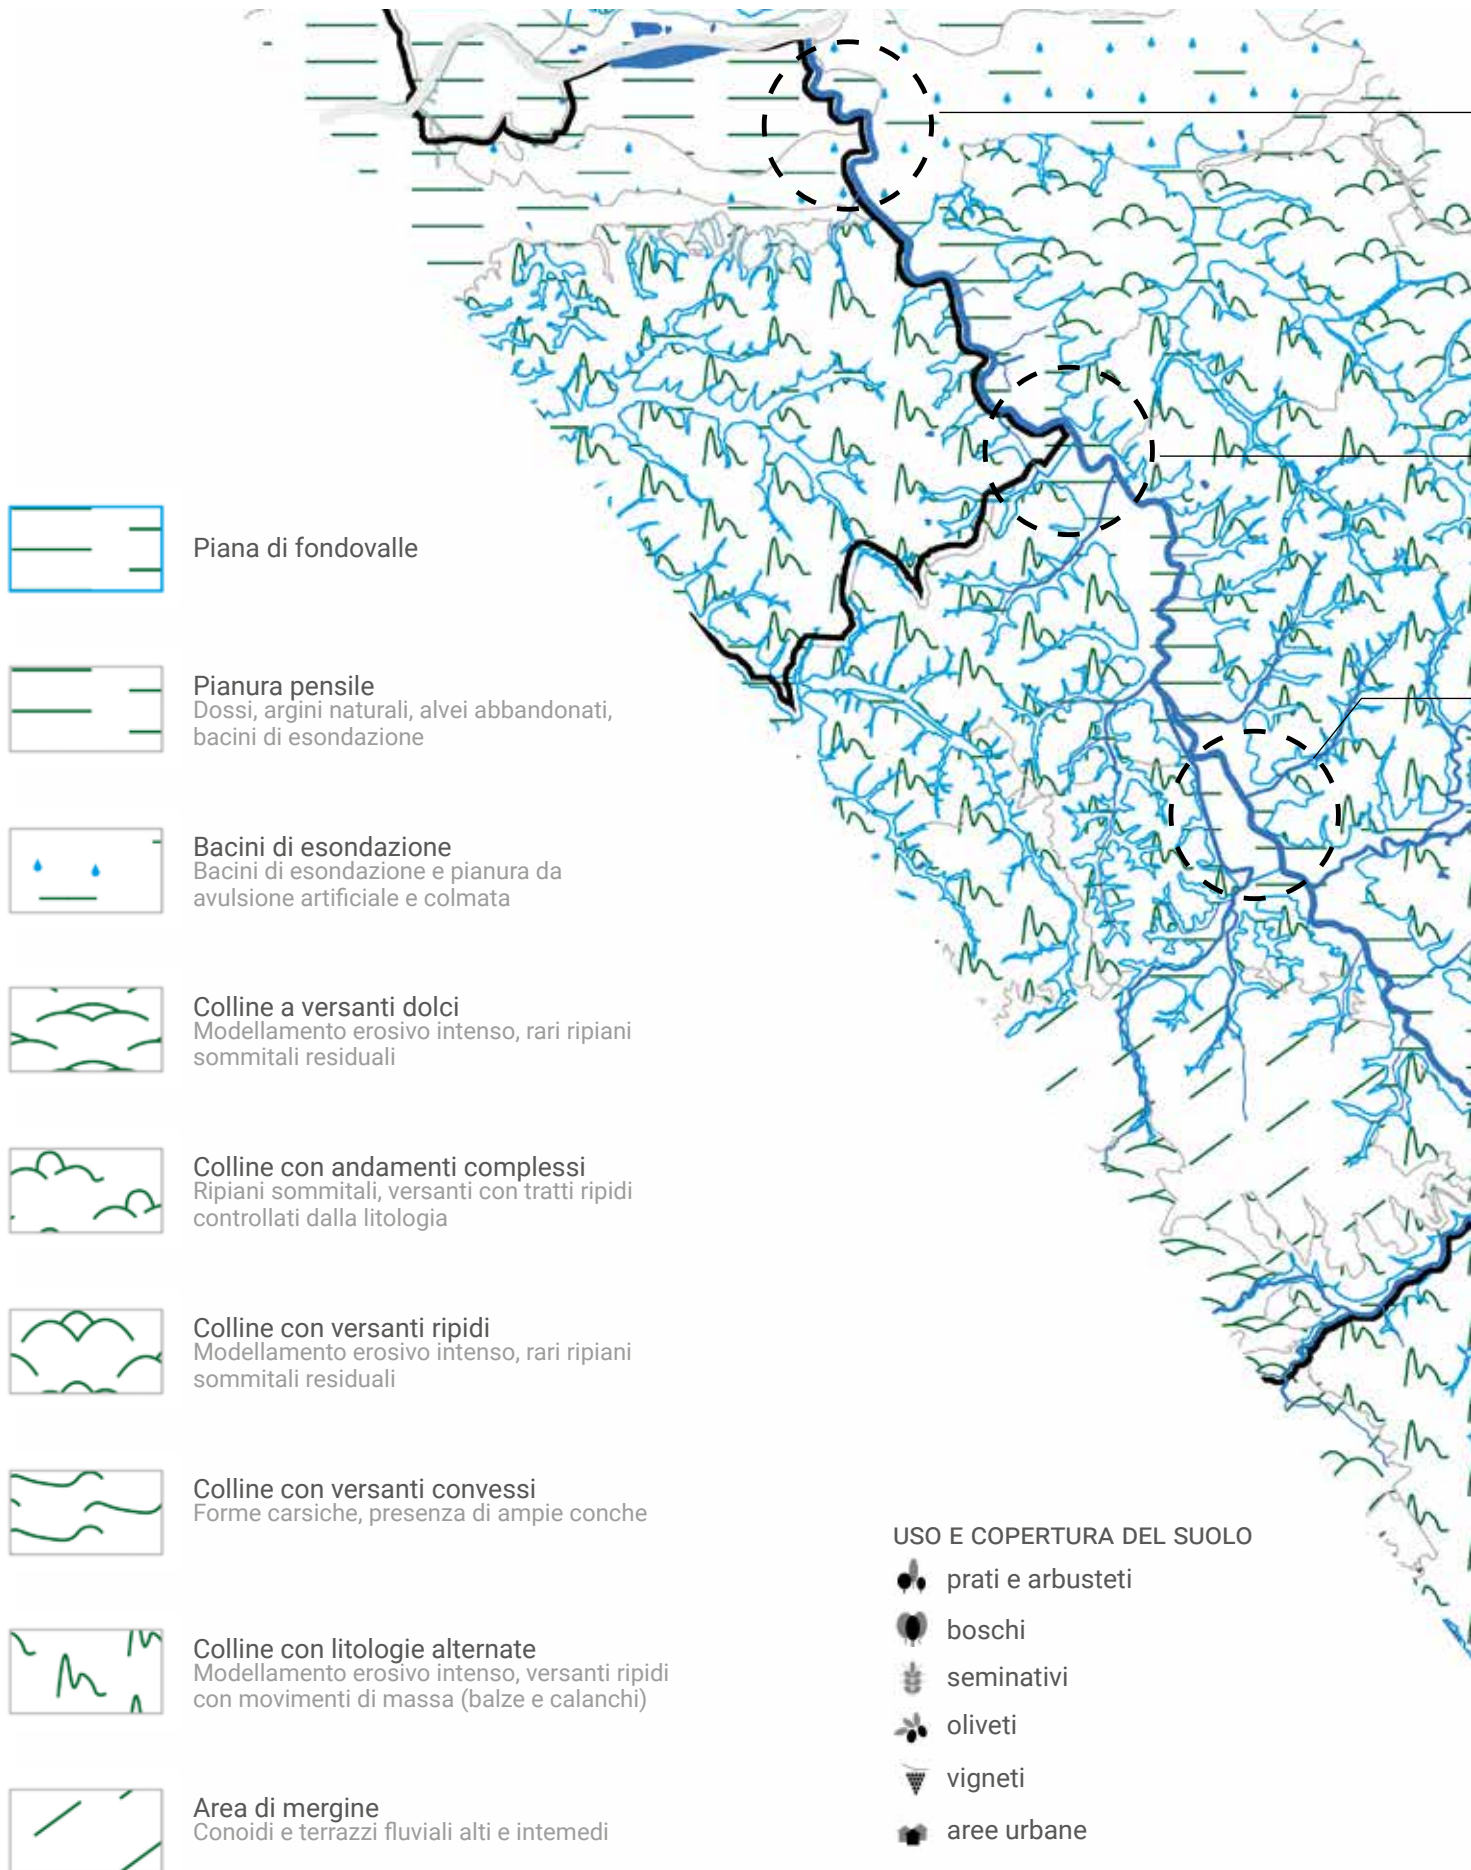 Piana di fondovalle
Pianura pensile
Dossi, argini naturali, alvei abbandonati,
bacini di esondazione
Bacini di esondazione
Bacini di esondazione e pianura da
avulsione artificiale e colmata
Colline a versanti dolci
Modellamento erosivo intenso, rari ripiani
sommitali residuali
Colline con andamenti complessi
Ripiani sommitali, versanti con tratti ripidi
controllati dalla litologia
Colline con versanti ripidi
Modellamento erosivo intenso, rari ripiani
sommitali residuali
Colline con versanti convessi
Forme carsiche, presenza di ampie conche
Colline con litologie alternate
Modellamento erosivo intenso, versanti ripidi
con movimenti di massa (balze e calanchi)
Area di mergine
Conoidi e terrazzi fluviali alti e intemedi
USO E COPERTURA DEL SUOLO
prati e arbusteti
boschi
seminativi
oliveti
vigneti
aree urbane